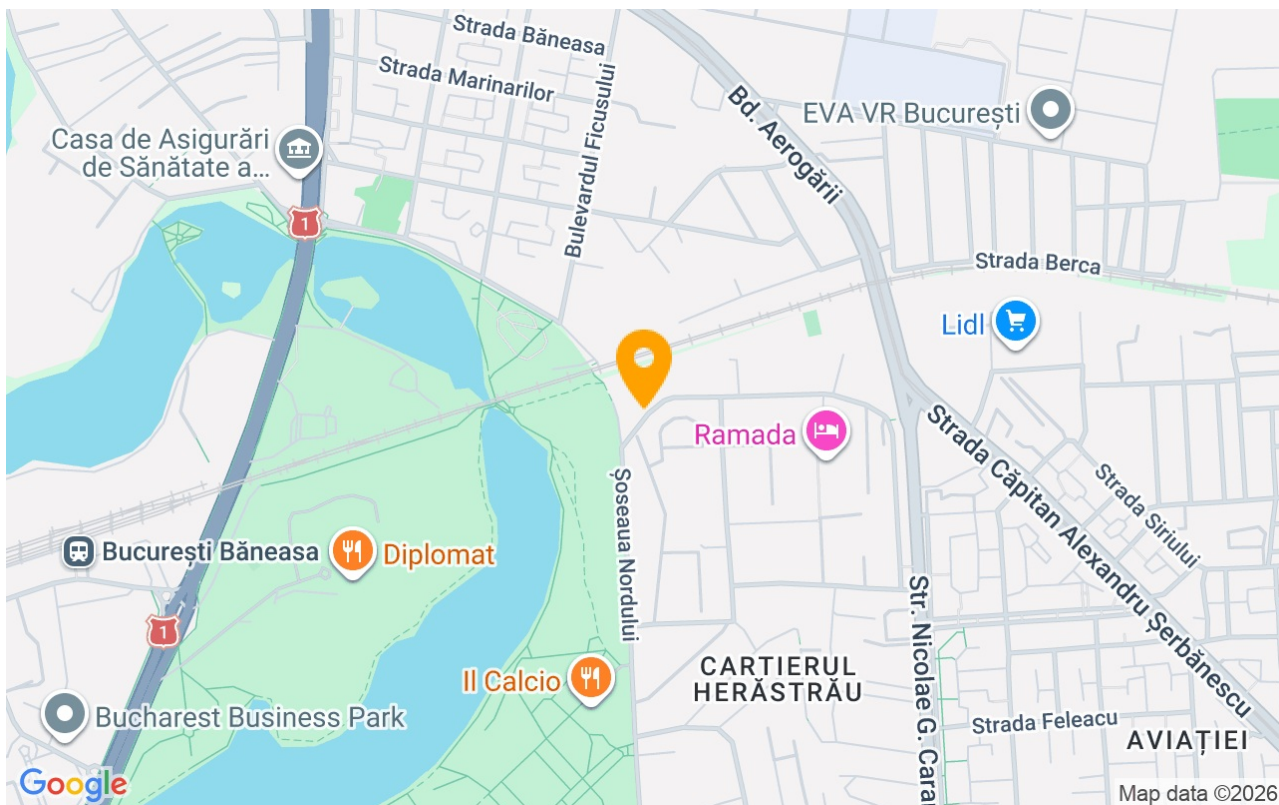 Strada Băneasa
Strada Marinarilor
Bulevardul Ficusului
Bd. Aerogării
EVA VR București
Casa de Asigurări
de Sănătate a...
1
Strada Berca
Lidl
Ramada
Strada Căpitan Alexandru Șerbănescu
Strada Siriului
Șoseaua Nordului
București Băneasa
Diplomat
1
Str. Nicolae G. Caram
Il Calcio
CARTIERUL
HERĂSTRĂU
Bucharest Business Park
Strada Feleacu
AVIAȚIEI
Google
Map data ©2026